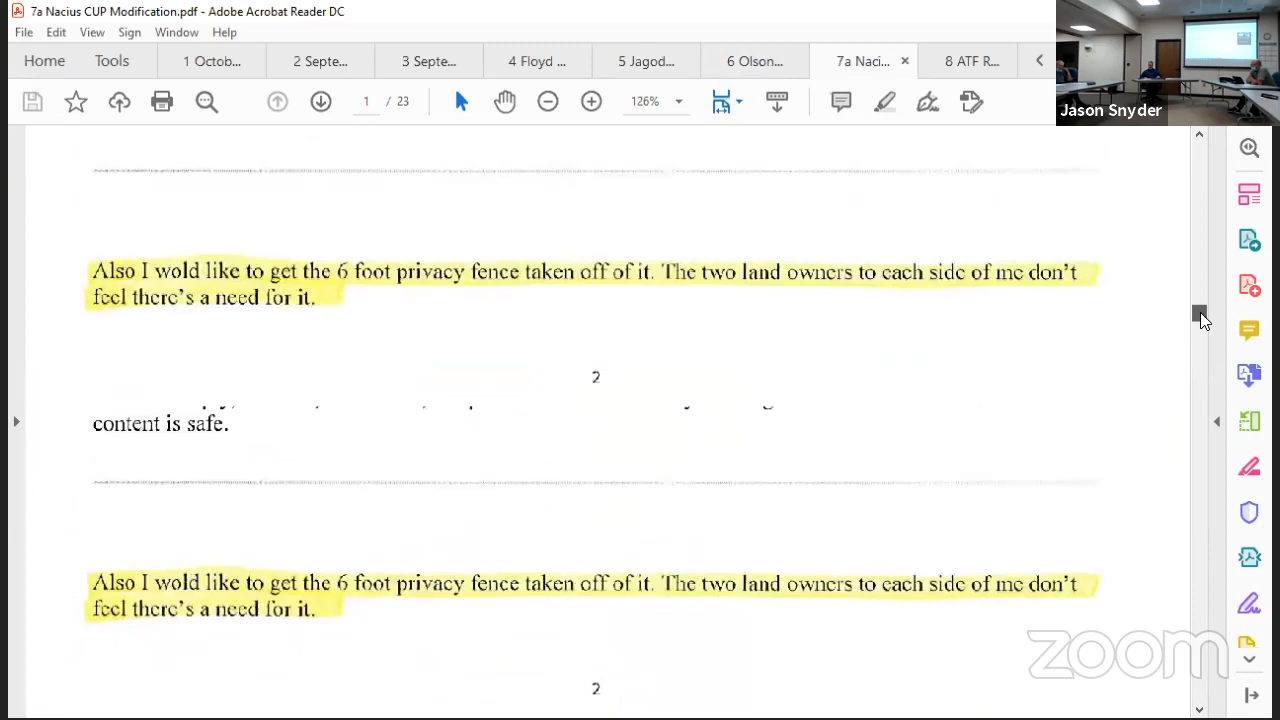 7a Nacius CUP Modification.pdf - Adobe Acrobat Reader DC
File Edit View Sign Window Help
Home Tools 1 Octob... 2 Septe... 3 Septe... 4 Floyd ... 5 Jagod... 6 Olson... 7a Naci... 8 ATF R...
1 / 23 126%
Jason Snyder
Also I wold like to get the 6 foot privacy fence taken off of it. The two land owners to each side of me don't
feel there's a need for it.
2
content is safe.
Also I wold like to get the 6 foot privacy fence taken off of it. The two land owners to each side of me don't
feel there's a need for it.
zoom
2